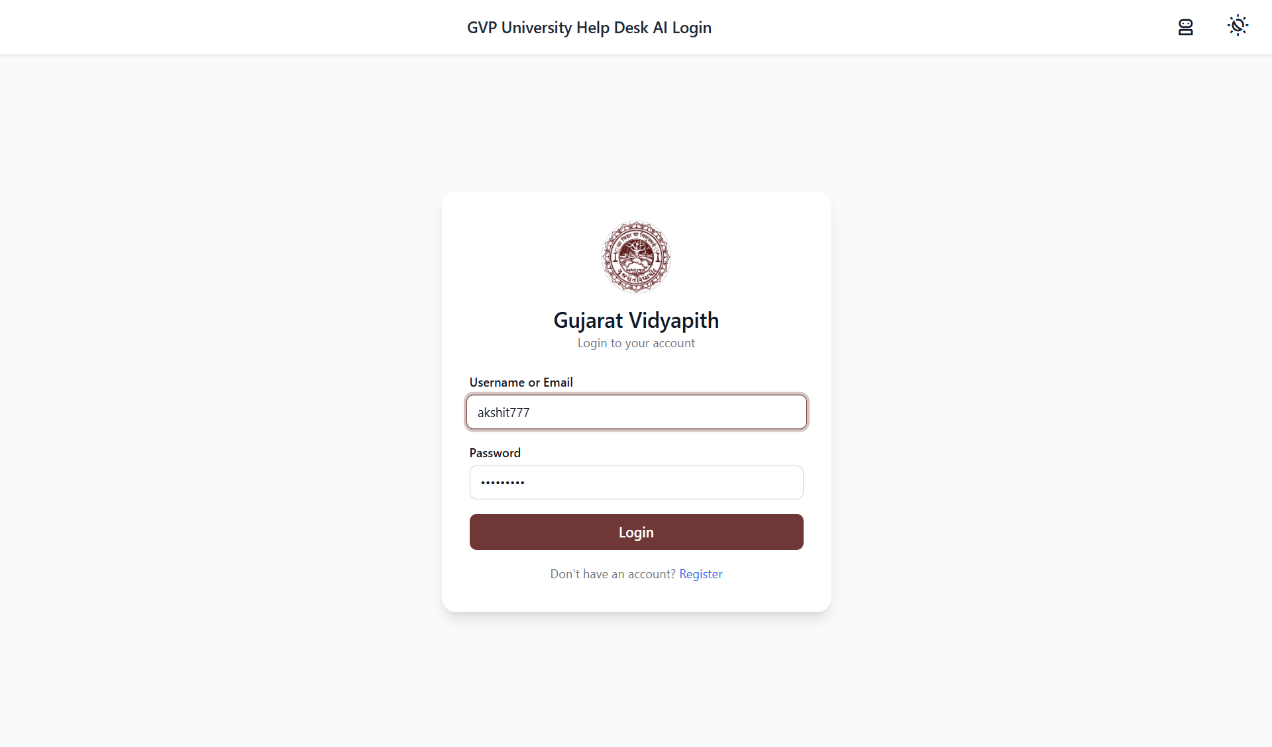 GVP University Help Desk AI Login
Gujarat Vidyapith
Login to your account
Username or Email
akshit777
Password
•••••••••
Login
Don't have an account? Register